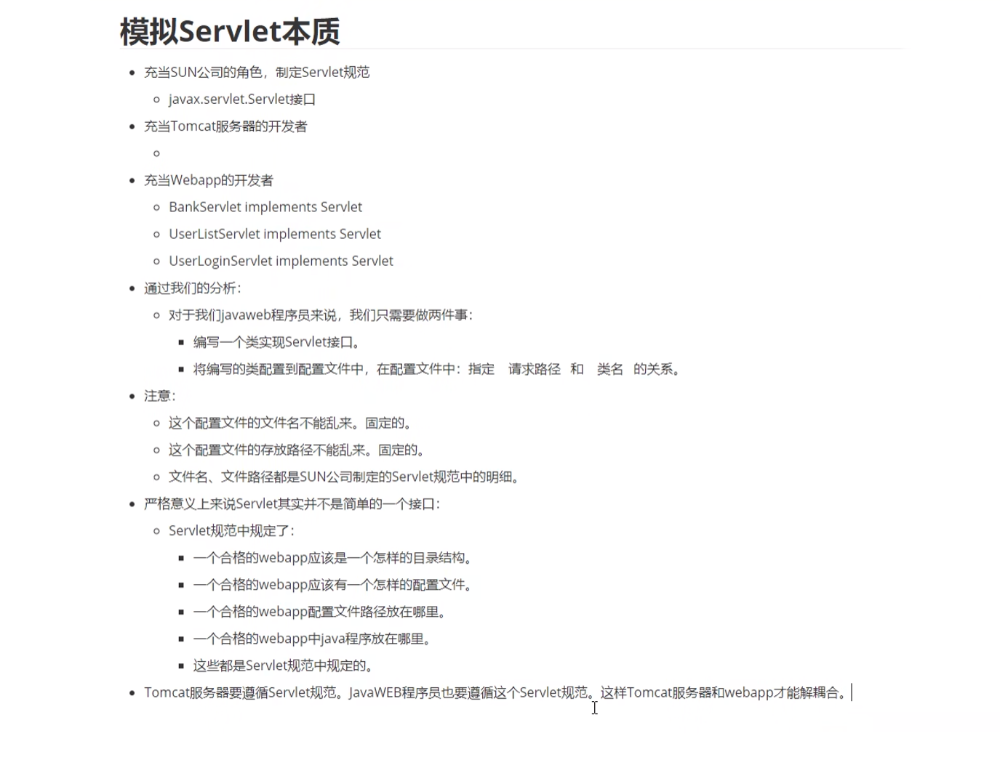 模拟Servlet本质
充当SUN公司的角色，制定Servlet规范
javax.servlet.Servlet接口
充当Tomcat服务器的开发者
充当Webapp的开发者
BankServlet implements Servlet
UserListServlet implements Servlet
UserLoginServlet implements Servlet
通过我们的分析：
对于我们javaweb程序员来说，我们只需要做两件事：
编写一个类实现Servlet接口。
将编写的类配置到配置文件中，在配置文件中：指定 请求路径 和 类名 的关系。
注意：
这个配置文件的文件名不能乱来。固定的。
这个配置文件的存放路径不能乱来。固定的。
文件名、文件路径都是SUN公司制定的Servlet规范中的明细。
严格意义上来说Servlet其实并不是简单的一个接口：
Servlet规范中规定了：
一个合格的webapp应该是一个怎样的目录结构。
一个合格的webapp应该有一个怎样的配置文件。
一个合格的webapp配置文件路径放在哪里。
一个合格的webapp中java程序放在哪里。
这些都是Servlet规范中规定的。
Tomcat服务器要遵循Servlet规范。JavaWEB程序员也要遵循这个Servlet规范。这样Tomcat服务器和webapp才能解耦合。